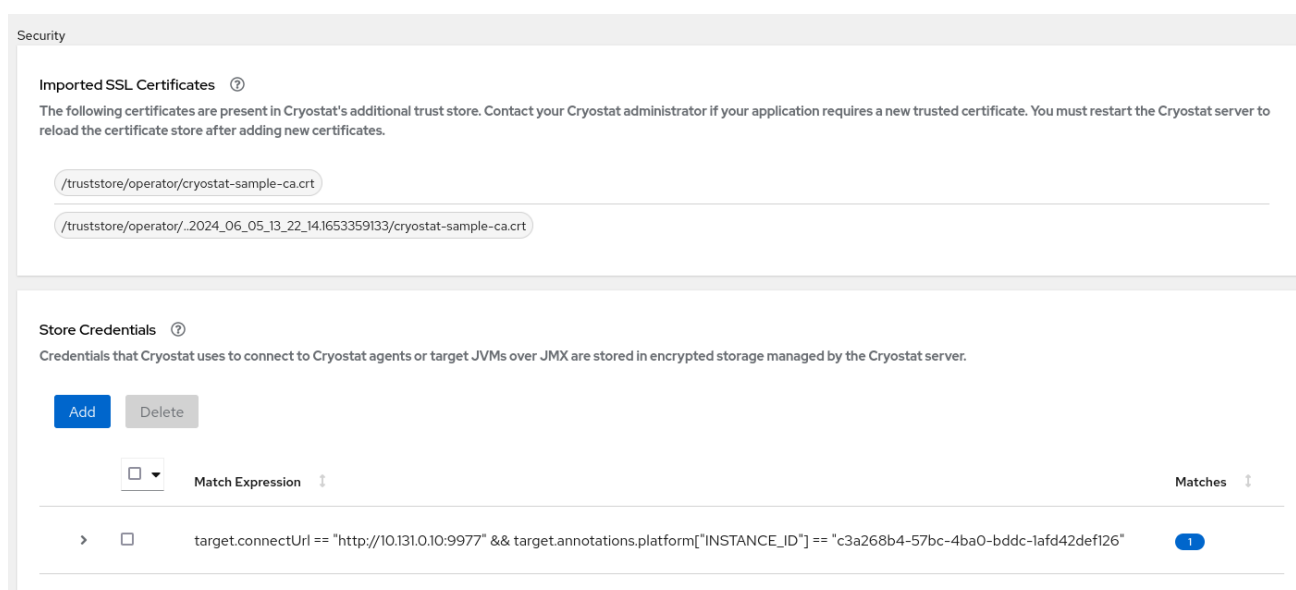 Security
Imported SSL Certificates
The following certificates are present in Cryostat's additional trust store. Contact your Cryostat administrator if your application requires a new trusted certificate. You must restart the Cryostat server to
reload the certificate store after adding new certificates.
/truststore/operator/cryostat-sample-ca.crt
/truststore/operator/..2024_06_05_13_22_14.1653359133/cryostat-sample-ca.crt
Store Credentials
Credentials that Cryostat uses to connect to Cryostat agents or target JVMs over JMX are stored in encrypted storage managed by the Cryostat server.
Add Delete
Match Expression Matches
target.connectUrl == "http://10.131.0.10:9977" && target.annotations.platform["INSTANCE_ID"] == "c3a268b4-57bc-4ba0-bddc-1afd42def126" 1